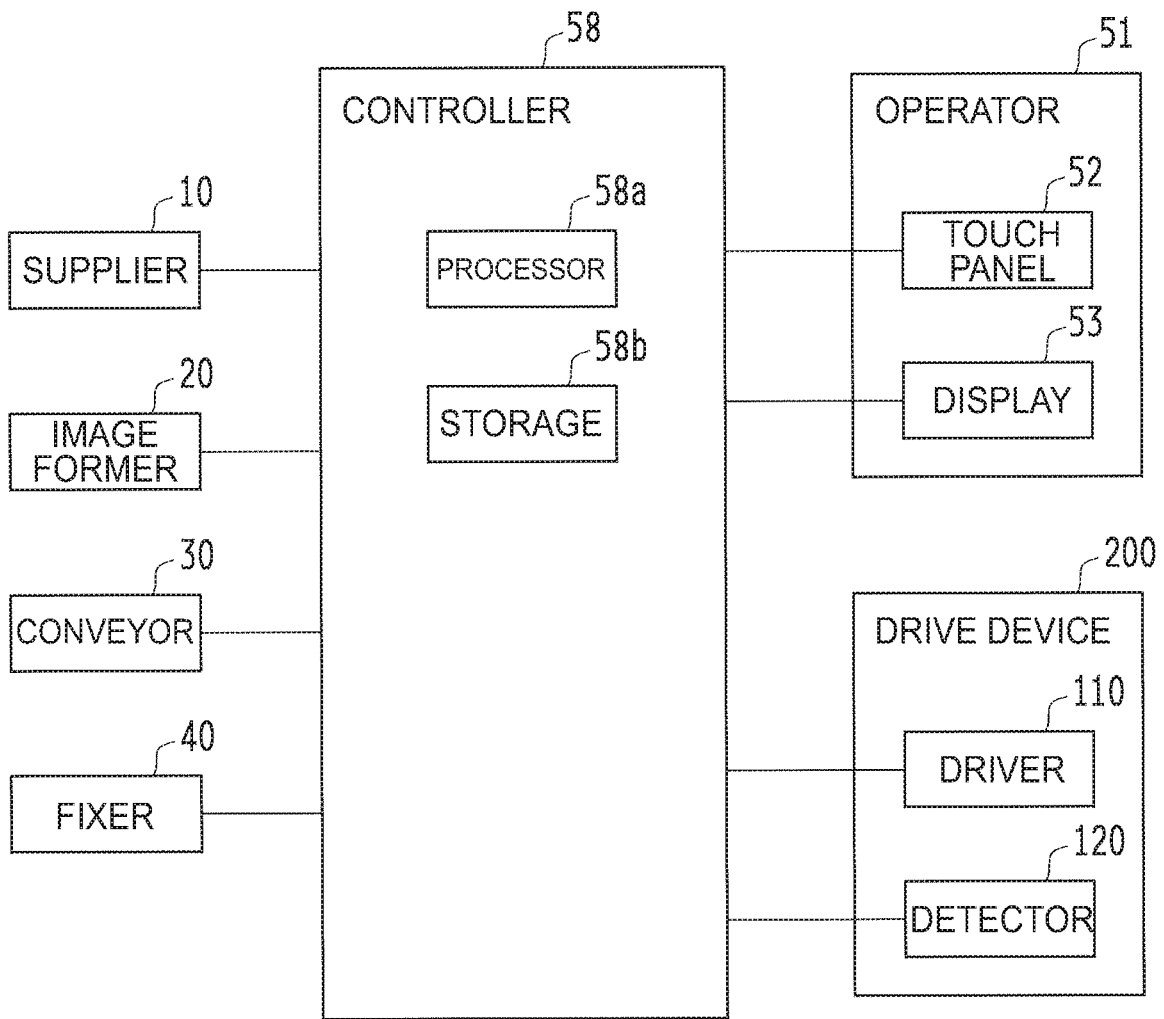 58
CONTROLLER
58a
PROCESSOR
58b
STORAGE
10
SUPPLIER
20
IMAGE
FORMER
30
CONVEYOR
40
FIXER
51
OPERATOR
52
TOUCH
PANEL
53
DISPLAY
200
DRIVE DEVICE
110
DRIVER
120
DETECTOR